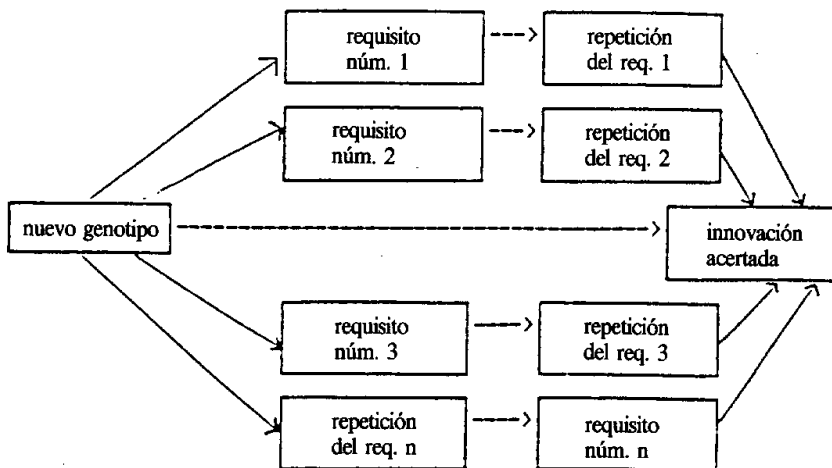 requisito
núm. 1
repetición
del req. 1
requisito
núm. 2
repetición
del req. 2
nuevo genotipo
innovación
acertada
requisito
núm. 3
repetición
del req. 3
repetición
del req. n
requisito
núm. n